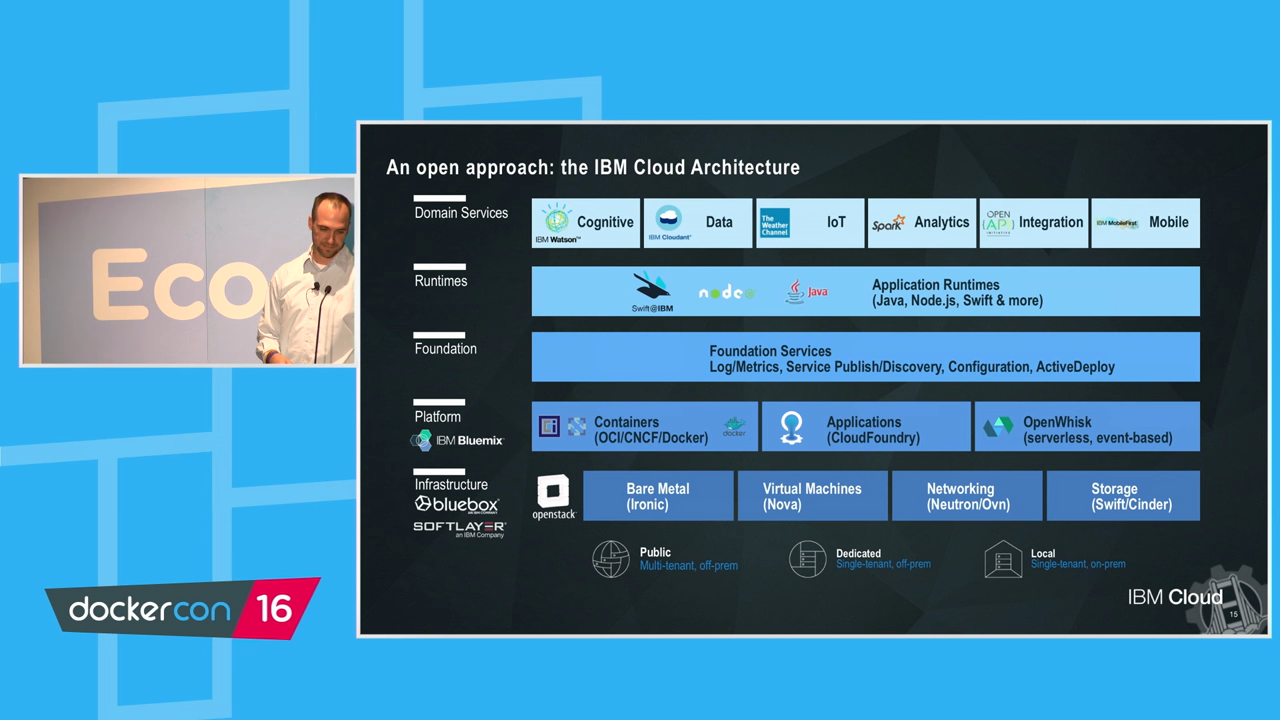 An open approach: the IBM Cloud Architecture
Domain Services
IBM Watson™
Cognitive
IBM Cloudant
Data
The
Weather
Channel
IoT
Spark
Analytics
OPEN
{API}
INITIATIVE
Integration
IBM MobileFirst
Mobile
Runtimes
Swift@IBM
node
Java
Application Runtimes
(Java, Node.js, Swift & more)
Eco
Foundation
Foundation Services
Log/Metrics, Service Publish/Discovery, Configuration, ActiveDeploy
Platform
IBM Bluemix
Containers
(OCI/CNCF/Docker)
docker
Applications
(CloudFoundry)
OpenWhisk
(serverless, event-based)
Infrastructure
bluebox
AN IBM COMPANY
SOFTLAYER
an IBM Company
openstack
Bare Metal
(Ironic)
Virtual Machines
(Nova)
Networking
(Neutron/Ovn)
Storage
(Swift/Cinder)
Public
Multi-tenant, off-prem
Dedicated
Single-tenant, off-prem
Local
Single-tenant, on-prem
IBM Cloud
15
dockercon 16